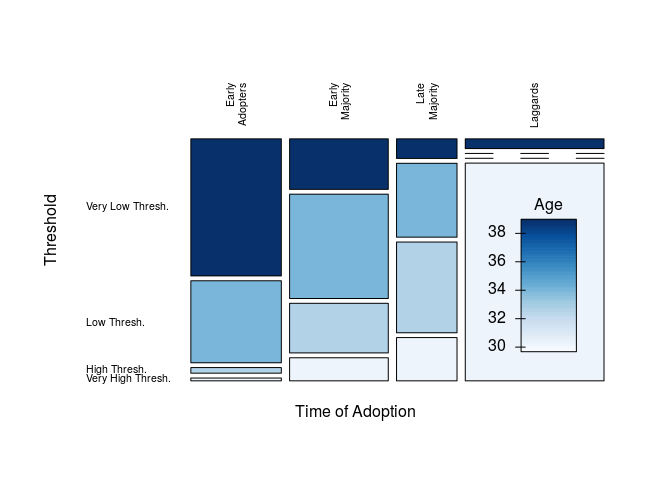 Early
Adopters
Early
Majority
Late
Majority
Laggards
Threshold
Very Low Thresh.
Low Thresh.
High Thresh.
Very High Thresh.
Age
38
36
34
32
30
Time of Adoption